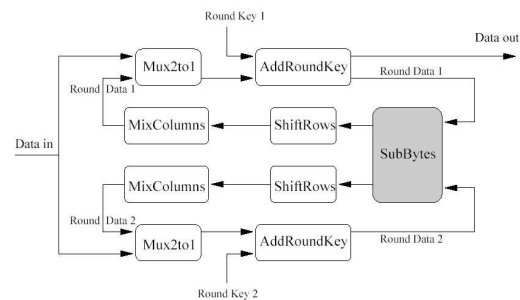 Round Key 1
Data out
Mux2to1
AddRoundKey
Round Data 1
Round Data 1
MixColumns
ShiftRows
Data in
SubBytes
MixColumns
ShiftRows
Round Data 2
Mux2to1
AddRoundKey
Round Data 2
Round Key 2